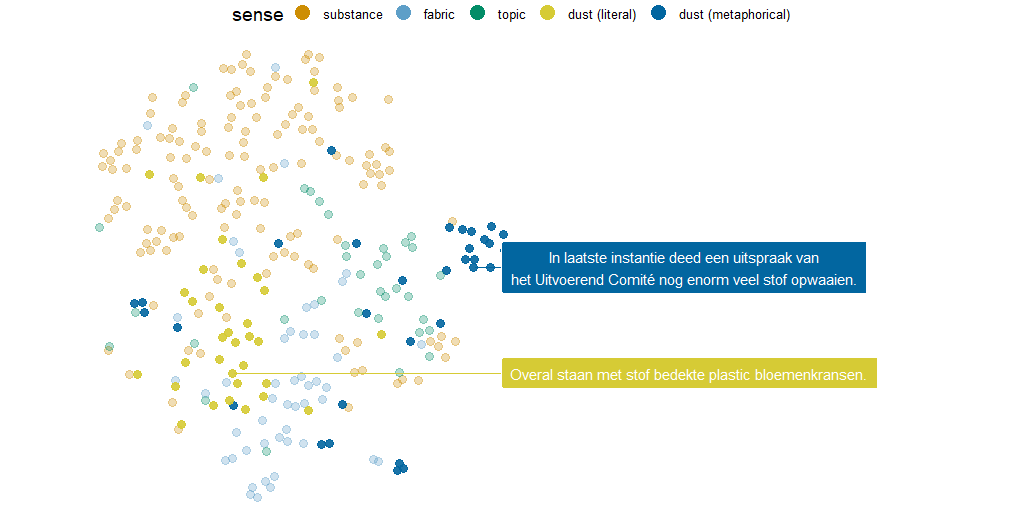 sense substance fabric topic dust (literal) dust (metaphorical)
In laatste instantie deed een uitspraak van
het Uitvoerend Comité nog enorm veel stof opwaaien.
Overal staan met stof bedekte plastic bloemenkransen.